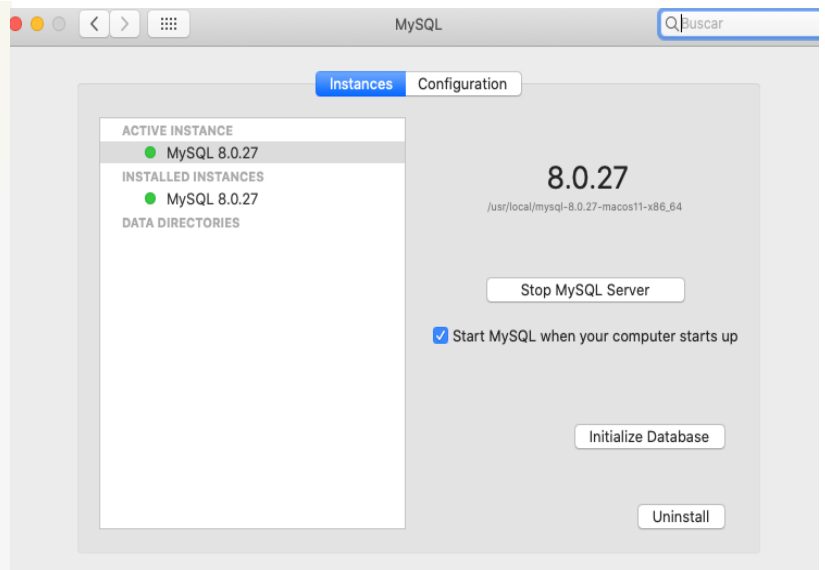 MySQL
Buscar
Instances
Configuration
ACTIVE INSTANCE
MySQL 8.0.27
INSTALLED INSTANCES
MySQL 8.0.27
DATA DIRECTORIES
8.0.27
/usr/local/mysql-8.0.27-macos11-x86_64
Stop MySQL Server
Start MySQL when your computer starts up
Initialize Database
Uninstall